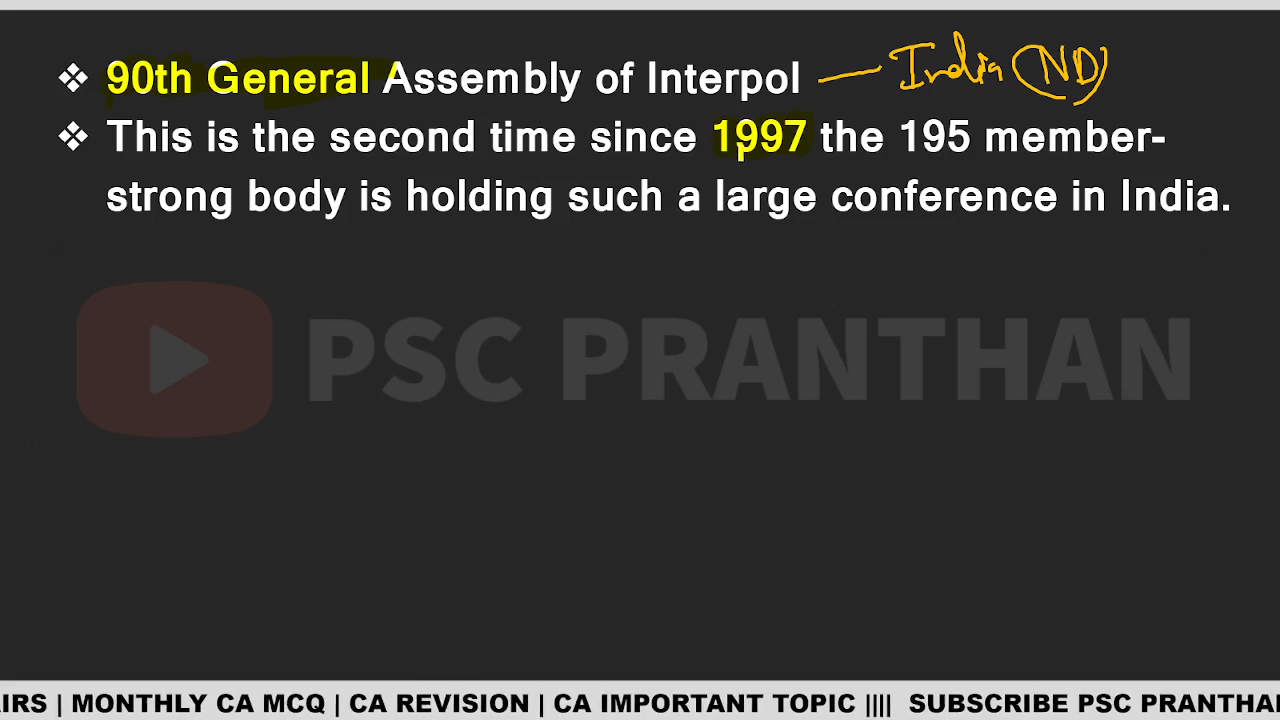 ❖ 90th General Assembly of Interpol — India (ND)
❖ This is the second time since 1997 the 195 member-
strong body is holding such a large conference in India.
PSC PRANTHAN
IRS | MONTHLY CA MCQ | CA REVISION | CA IMPORTANT TOPIC |||| SUBSCRIBE PSC PRANTHA